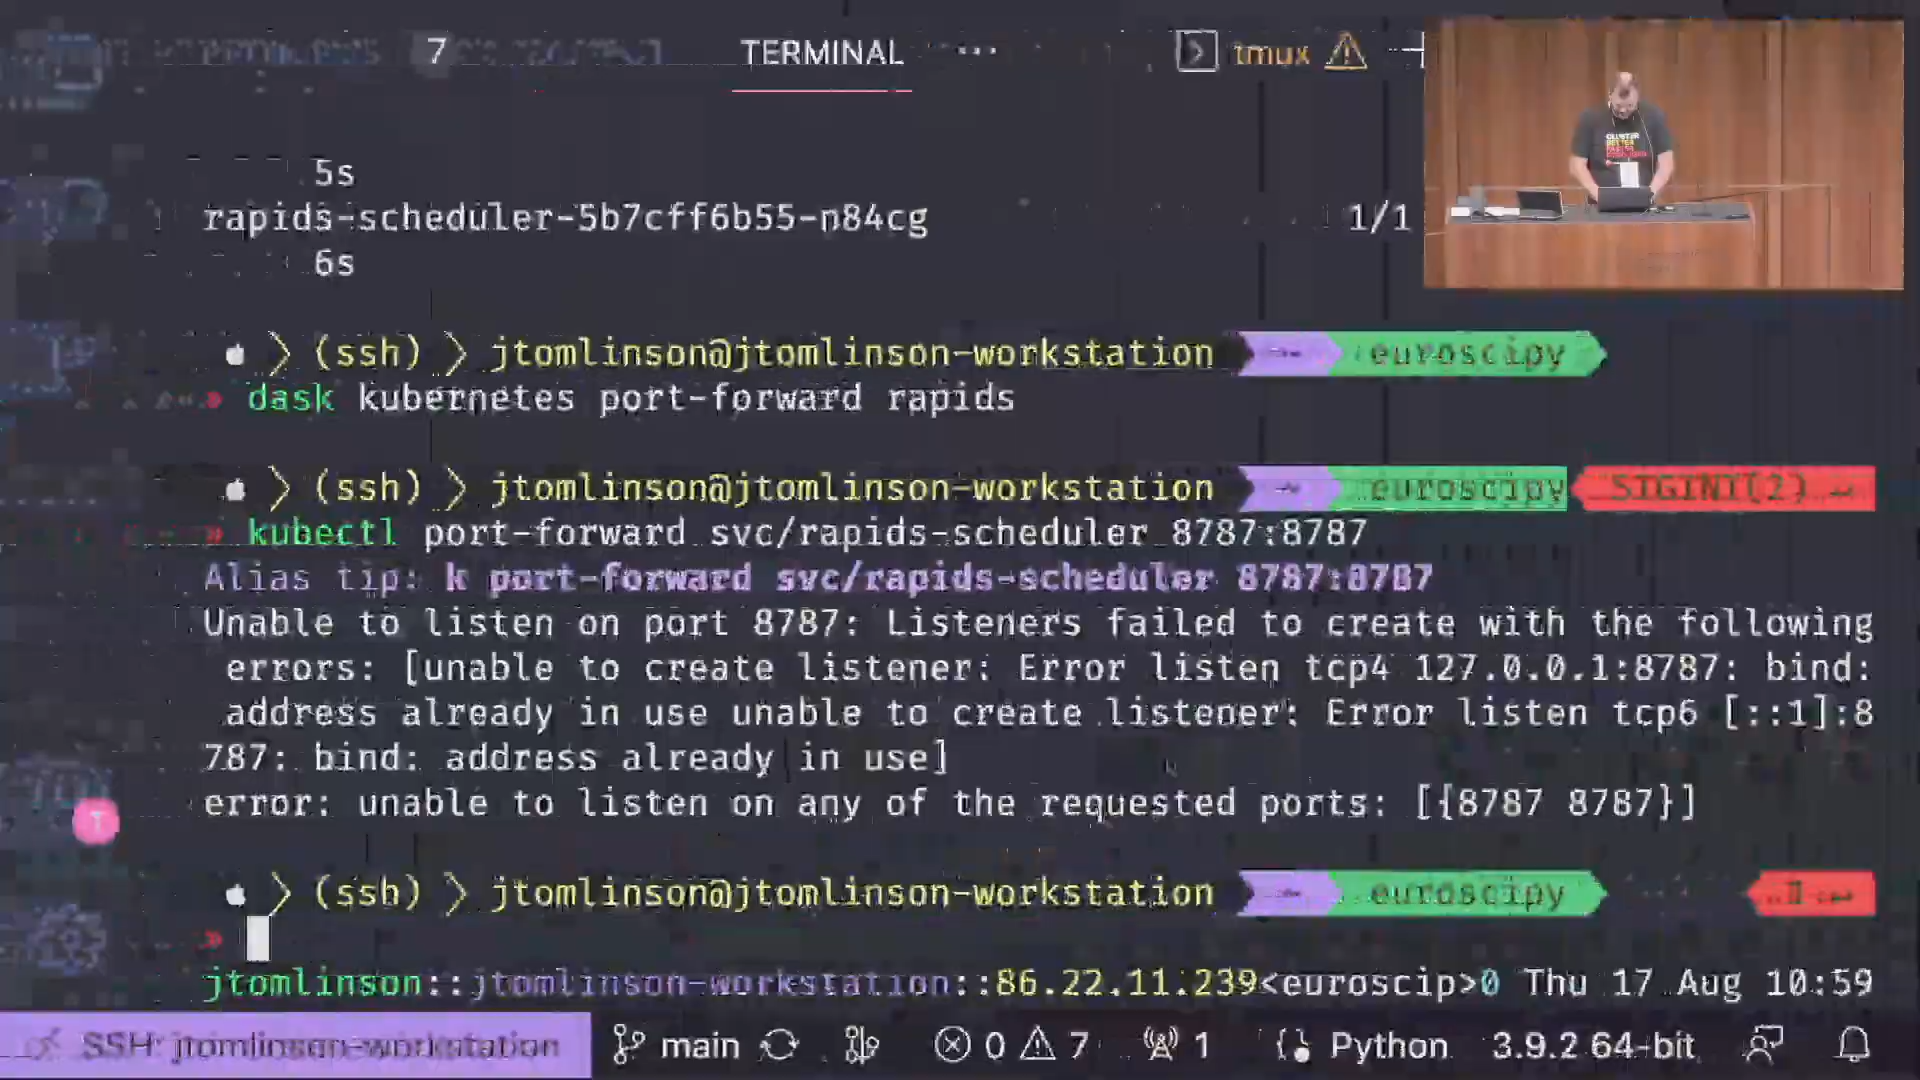 7 TERMINAL ··· tmux
5s
rapids-scheduler-5b7cff6b55-n84cg 1/1
6s
(ssh) jtomlinson@jtomlinson-workstation ~ euroscipy
» dask kubernetes port-forward rapids
(ssh) jtomlinson@jtomlinson-workstation ~ euroscipy SIGINT(2) ↵
» kubectl port-forward svc/rapids-scheduler 8787:8787
Alias tip: k port-forward svc/rapids-scheduler 8787:8787
Unable to listen on port 8787: Listeners failed to create with the following
errors: [unable to create listener: Error listen tcp4 127.0.0.1:8787: bind:
address already in use unable to create listener: Error listen tcp6 [::1]:8
787: bind: address already in use]
error: unable to listen on any of the requested ports: [{8787 8787}]
(ssh) jtomlinson@jtomlinson-workstation ~ euroscipy
»
jtomlinson::jtomlinson-workstation::86.22.11.239<euroscip>0 Thu 17 Aug 10:59
SSH: jtomlinson-workstation main 0 7 1 Python 3.9.2 64-bit